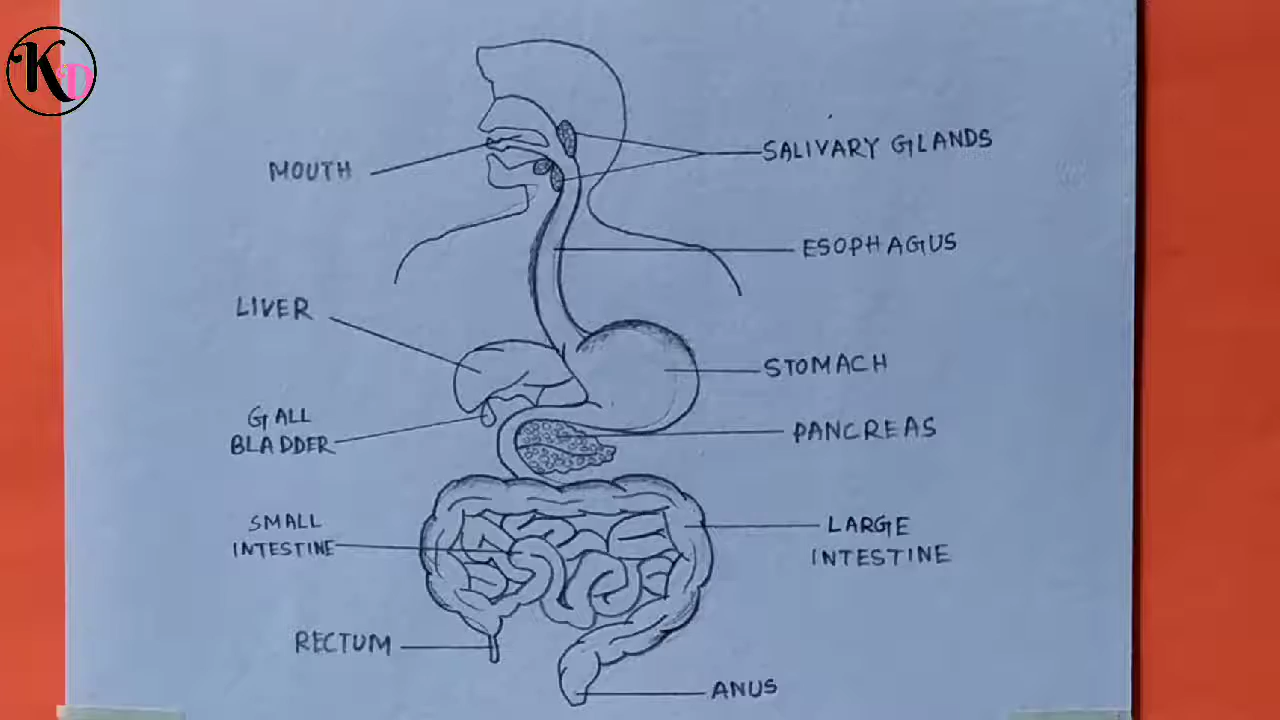 K&D
MOUTH
SALIVARY GLANDS
ESOPHAGUS
LIVER
STOMACH
GALL
BLADDER
PANCREAS
SMALL
INTESTINE
LARGE
INTESTINE
RECTUM
ANUS